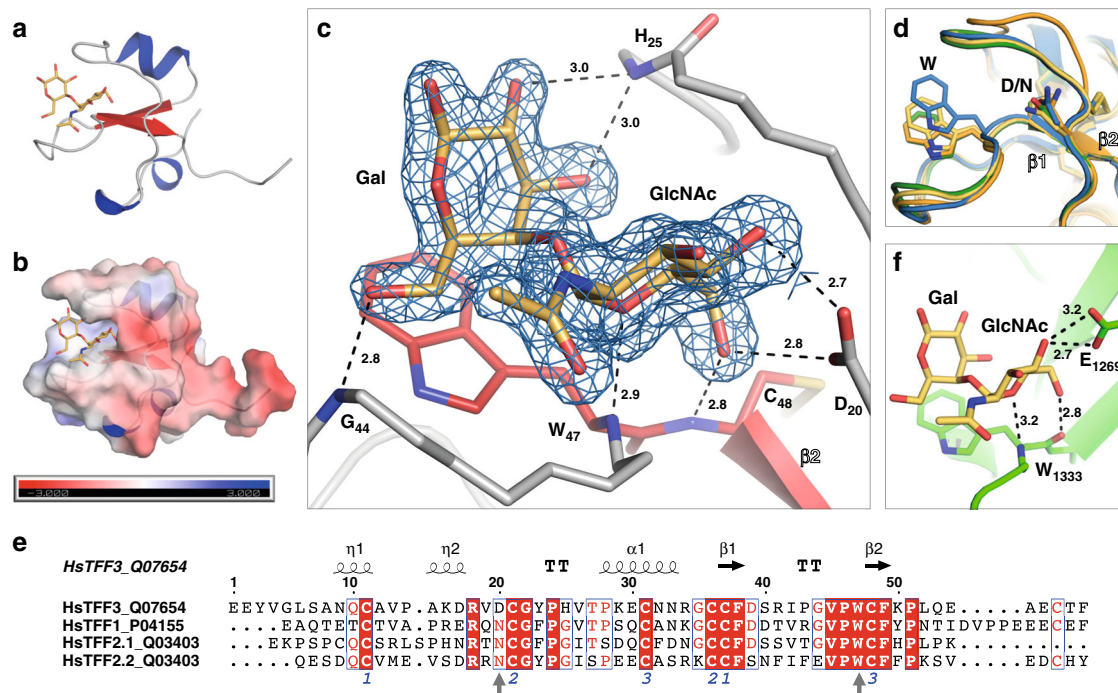 a
b
-3.000 3.000
c
H25
3.0
3.0
Gal
GlcNAc
2.7
2.8
2.8
2.9
2.8
G44
W47
C48
D20
β2
d
W
D/N
β1
β2
f
Gal
GlcNAc
3.2
2.7
E1269
3.2
2.8
W1333
e
η1 η2 TT α1 β1 TT β2
HsTFF3_Q07654
1 10 20 30 40 50
HsTFF3_Q07654 EEYVGLSANQCAVP.AKDRVDCGYPHVTPKECNNRGCCFDSRIPGVPWCFKPLQE.....AECTF
HsTFF1_P04155 ....EAQTETCTVA.PRERQNCGFPGVTPSQCANKGCCFDDTVRGVPWCFYPNTIDVPPEEECEF
HsTFF2.1_Q03403 ...EKPSPCQCSRLSPHNRTNCGFPGITSDQCFDNGCCFDSSVTGVPWCFHPLPK..........
HsTFF2.2_Q03403 .....QESDQCVME.VSDRRNCGYPGISPEECASRKCCFSNFIFEVPWCFFPKSV.....EDCHY
1 2 3 21 3